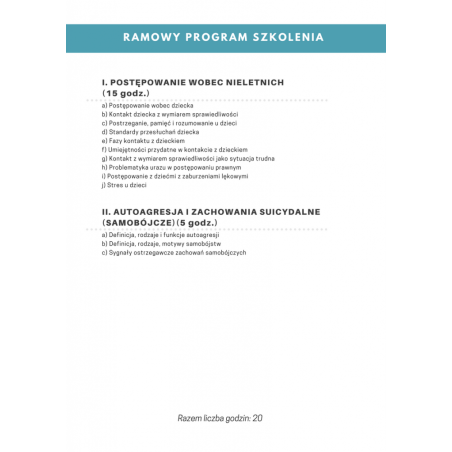 RAMOWY PROGRAM SZKOLENIA
I. POSTĘPOWANIE WOBEC NIELETNICH
(15 godz.)
a) Postępowanie wobec dziecka
b) Kontakt dziecka z wymiarem sprawiedliwości
c) Postrzeganie, pamięć i rozumowanie u dzieci
d) Standardy przesłuchań dziecka
e) Fazy kontaktu z dzieckiem
f) Umiejętności przydatne w kontakcie z dzieckiem
g) Kontakt z wymiarem sprawiedliwości jako sytuacja trudna
h) Problematyka urazu w postępowaniu prawnym
i) Postępowanie z dziećmi z zaburzeniami lękowymi
j) Stres u dzieci
II. AUTOAGRESJA I ZACHOWANIA SUICYDALNE
(SAMOBÓJCZE) (5 godz.)
a) Definicja, rodzaje i funkcje autoagresji
b) Definicja, rodzaje, motywy samobójstw
c) Sygnały ostrzegawcze zachowań samobójczych
Razem liczba godzin: 20